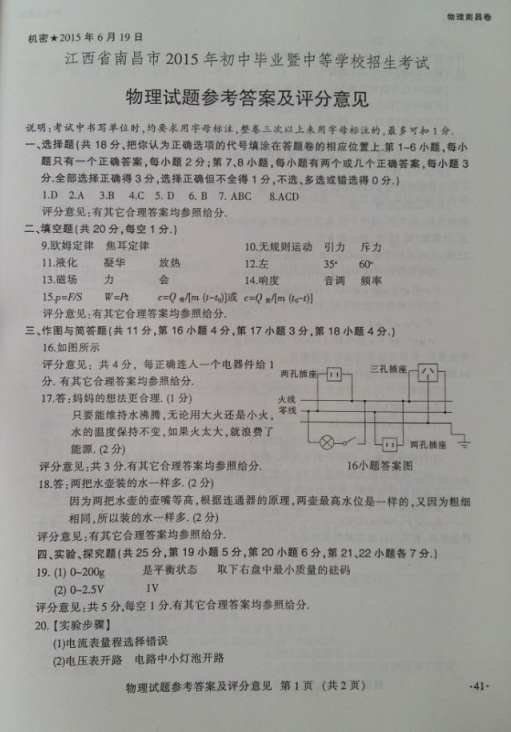 物理南昌卷
机密★2015年6月19日
江西省南昌市2015年初中毕业暨中等学校招生考试
物理试题参考答案及评分意见
说明:考试中书写单位时,均要求用字母标注,整卷三次以上未用字母标注的,最多可扣1分.
一、选择题(共18分,把你认为正确选项的代号填涂在答题卷的相应位置上.第1-6小题,每小
题只有一个正确答案,每小题2分;第7、8小题,每小题有两个或几个正确答案,每小题3
分.全部选择正确得3分,选择正确但不全得1分,不选、多选或错选得0分.)
1.D 2.A 3.B 4.C 5.D 6.B 7.ABC 8.ACD
评分意见:有其它合理答案均参照给分.
二、填空题(共20分,每空1分.)
9.欧姆定律 焦耳定律 10.无规则运动 引力 斥力
11.液化 凝华 放热 12.左 35° 60°
13.磁场 力 会 14.响度 音调 频率
15.p=F/S W=Pt c=Q吸/[m (t-t₀)]或 c=Q放/[m (t₀-t)]
评分意见:有其它合理答案均参照给分.
三、作图与简答题(共11分,第16小题4分,第17小题3分,第18小题4分.)
16.如图所示
评分意见:共4分,每正确连入一个电器件给1
分.有其它合理答案均参照给分.
两孔插座 三孔插座
火线
零线
两孔插座
16小题答案图
17.答:妈妈的想法更合理.(1分)
只要能维持水沸腾,无论用大火还是小火,
水的温度保持不变,如果火太大,就浪费了
能源.(2分)
评分意见:共3分.有其它合理答案均参照给分.
18.答:两把水壶装的水一样多.(2分)
因为两把水壶的壶嘴等高,根据连通器的原理,两壶最高水位是一样的,又因为粗细
相同,所以装的水一样多.(2分)
评分意见:有其它合理答案均参照给分.
四、实验、探究题(共25分,第19小题5分,第20小题6分,第21、22小题各7分.)
19.(1) 0~200g 是平衡状态 取下右盘中最小质量的砝码
(2) 0~2.5V 1V
评分意见:共5分,每空1分.有其它合理答案均参照给分.
20.【实验步骤】
(1)电流表量程选择错误
(2)电压表开路 电路中小灯泡开路
物理试题参考答案及评分意见 第1页 (共2页)
·41·